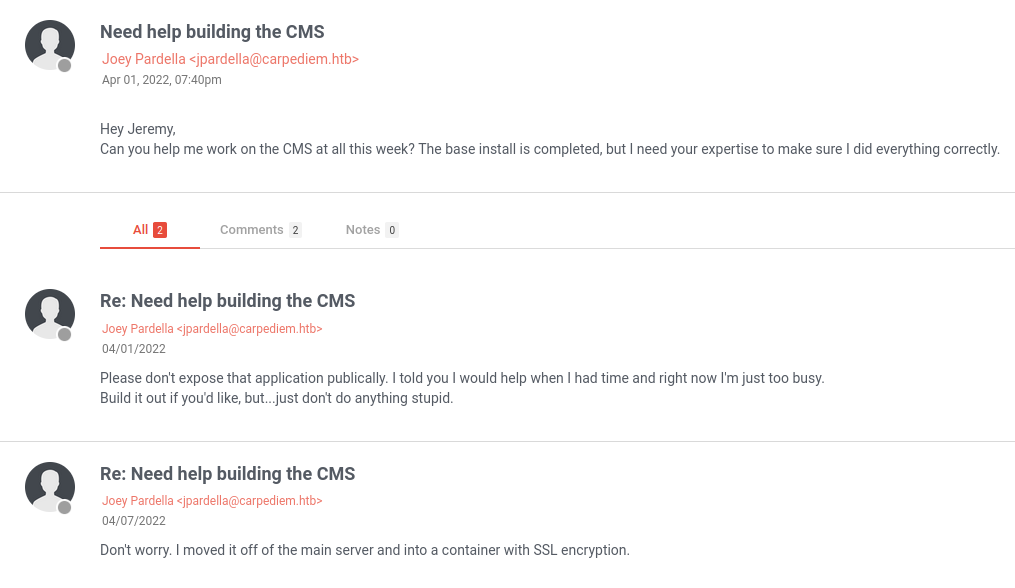 Need help building the CMS
Joey Pardella <jpardella@carpediem.htb>
Apr 01, 2022, 07:40pm
Hey Jeremy,
Can you help me work on the CMS at all this week? The base install is completed, but I need your expertise to make sure I did everything correctly.
All 2 Comments 2 Notes 0
Re: Need help building the CMS
Joey Pardella <jpardella@carpediem.htb>
04/01/2022
Please don't expose that application publically. I told you I would help when I had time and right now I'm just too busy.
Build it out if you'd like, but...just don't do anything stupid.
Re: Need help building the CMS
Joey Pardella <jpardella@carpediem.htb>
04/07/2022
Don't worry. I moved it off of the main server and into a container with SSL encryption.